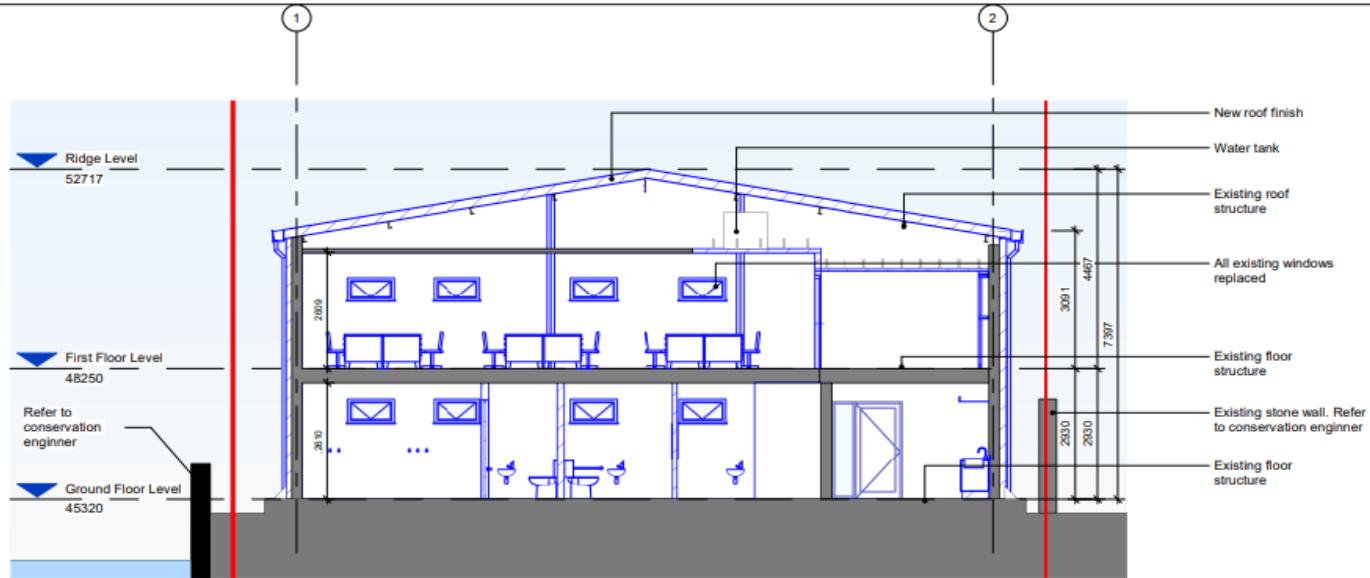 1
2
New roof finish
Water tank
Ridge Level
52717
Existing roof
structure
All existing windows
replaced
2809
3091
4467
7397
First Floor Level
48250
Existing floor
structure
Refer to
conservation
enginner
Existing stone wall. Refer
to conservation enginner
2610
2930
2930
Existing floor
structure
Ground Floor Level
45320